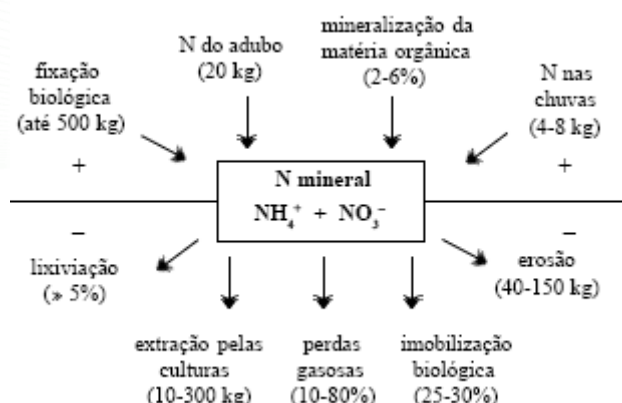 fixação
biológica
(até 500 kg)
N do adubo
(20 kg)
mineralização da
matéria orgânica
(2-6%)
N nas
chuvas
(4-8 kg)
+
+
N mineral
NH₄⁺ + NO₃⁻
−
−
lixiviação
(» 5%)
erosão
(40-150 kg)
extração pelas
culturas
(10-300 kg)
perdas
gasosas
(10-80%)
imobilização
biológica
(25-30%)